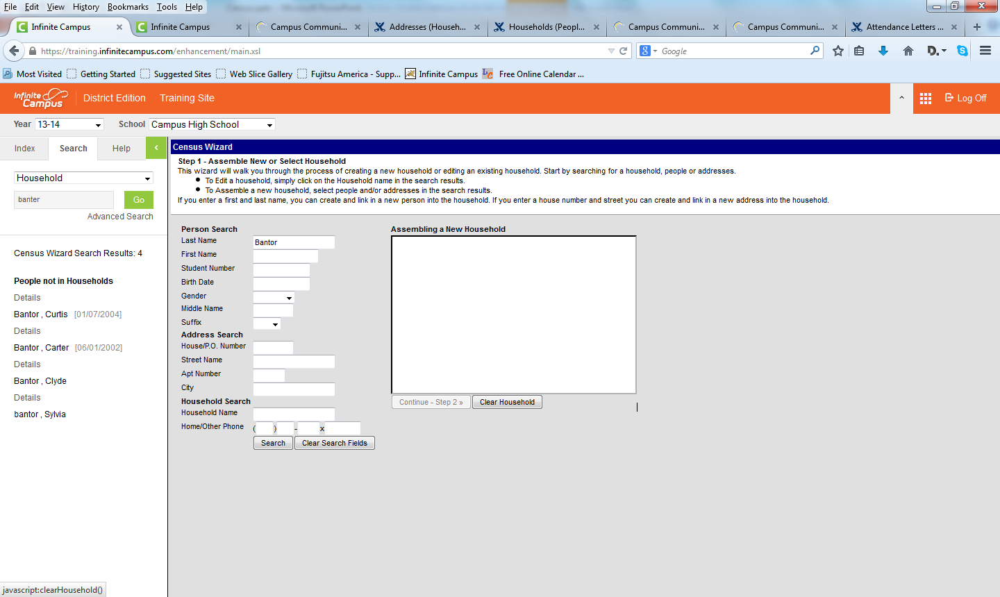 File Edit View History Bookmarks Tools Help
Infinite Campus
Infinite Campus
Campus Communi...
Addresses (Househ...
Households (Peopl...
Campus Communi...
Campus Communi...
Attendance Letters ...
https://training.infinitecampus.com/enhancement/main.xsl
Google
Most Visited Getting Started Suggested Sites Web Slice Gallery Fujitsu America - Supp... Infinite Campus Free Online Calendar ...
Infinite Campus District Edition Training Site Log Off
Year 13-14 School Campus High School
Index Search Help
Household
banter Go
Advanced Search
Census Wizard Search Results: 4
People not in Households
Details
Bantor , Curtis [01/07/2004]
Details
Bantor , Carter [06/01/2002]
Details
Bantor , Clyde
Details
bantor , Sylvia
Census Wizard
Step 1 - Assemble New or Select Household
This wizard will walk you through the process of creating a new household or editing an existing household. Start by searching for a household, people or addresses.
To Edit a household, simply click on the Household name in the search results.
To Assemble a new household, select people and/or addresses in the search results.
If you enter a first and last name, you can create and link in a new person into the household. If you enter a house number and street you can create and link in a new address into the household.
Person Search
Last Name Bantor
First Name
Student Number
Birth Date
Gender
Middle Name
Suffix
Address Search
House/P.O. Number
Street Name
Apt Number
City
Household Search
Household Name
Home/Other Phone ( ) - x
Search Clear Search Fields
Assembling a New Household
Continue - Step 2 » Clear Household
javascript:clearHousehold()